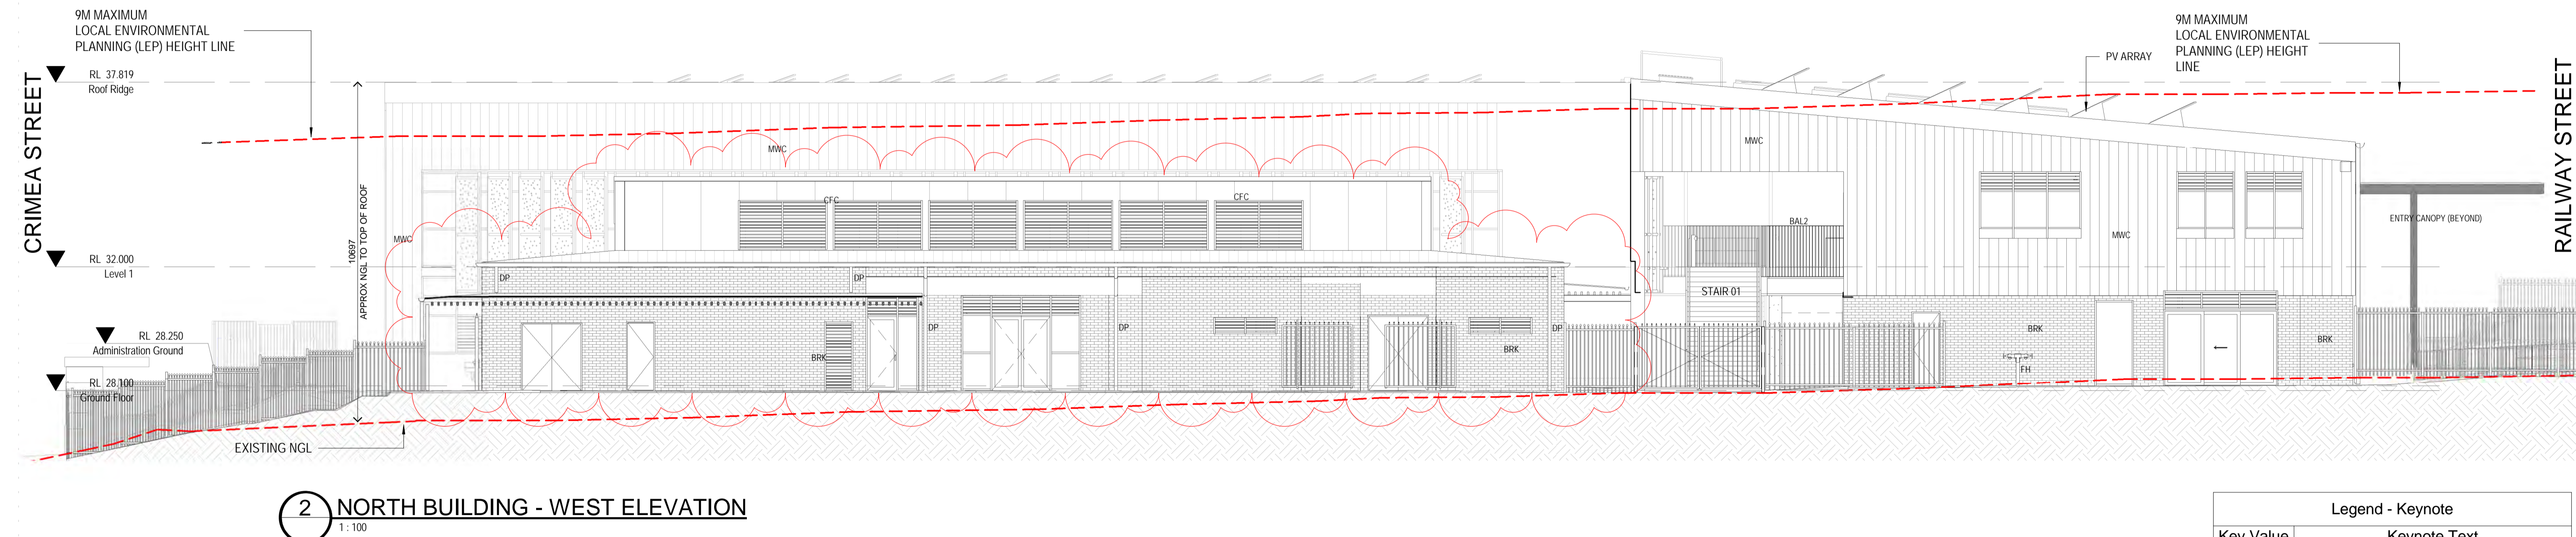 9M MAXIMUM
LOCAL ENVIRONMENTAL
PLANNING (LEP) HEIGHT LINE
CRIMEA STREET
RL 37.819
Roof Ridge
RL 32.000
Level 1
RL 28.250
Administration Ground
RL 28.100
Ground Floor
EXISTING NGL
10697
APPROX NGL TO TOP OF ROOF
MWC
MWC
CFC
CFC
DP
DP
DP
DP
DP
BRK
BRK
MWC
BAL2
STAIR 01
PV ARRAY
9M MAXIMUM
LOCAL ENVIRONMENTAL
PLANNING (LEP) HEIGHT
LINE
MWC
BRK
FH
BRK
ENTRY CANOPY (BEYOND)
RAILWAY STREET
2
NORTH BUILDING - WEST ELEVATION
1 : 100
Legend - Keynote
Key Value
Keynote Text